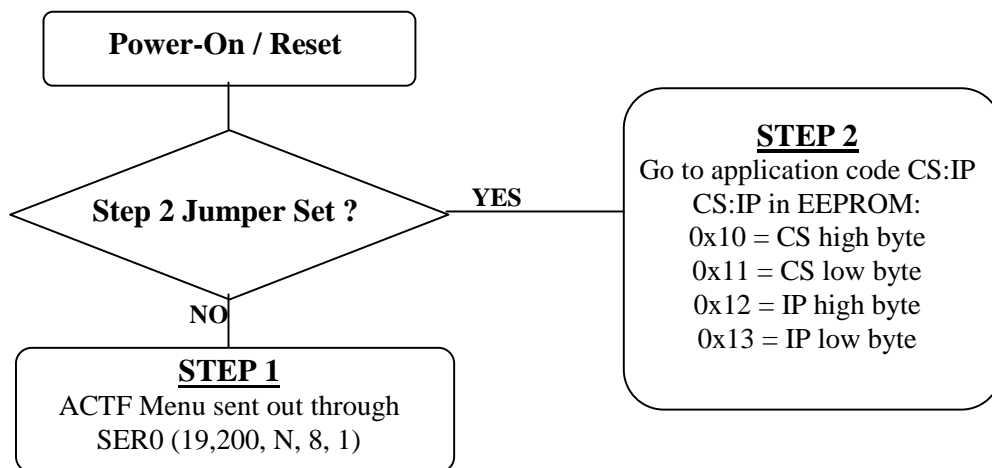 Power-On / Reset
Step 2 Jumper Set ?
YES
STEP 2
Go to application code CS:IP
CS:IP in EEPROM:
0x10 = CS high byte
0x11 = CS low byte
0x12 = IP high byte
0x13 = IP low byte
NO
STEP 1
ACTF Menu sent out through
SER0 (19,200, N, 8, 1)